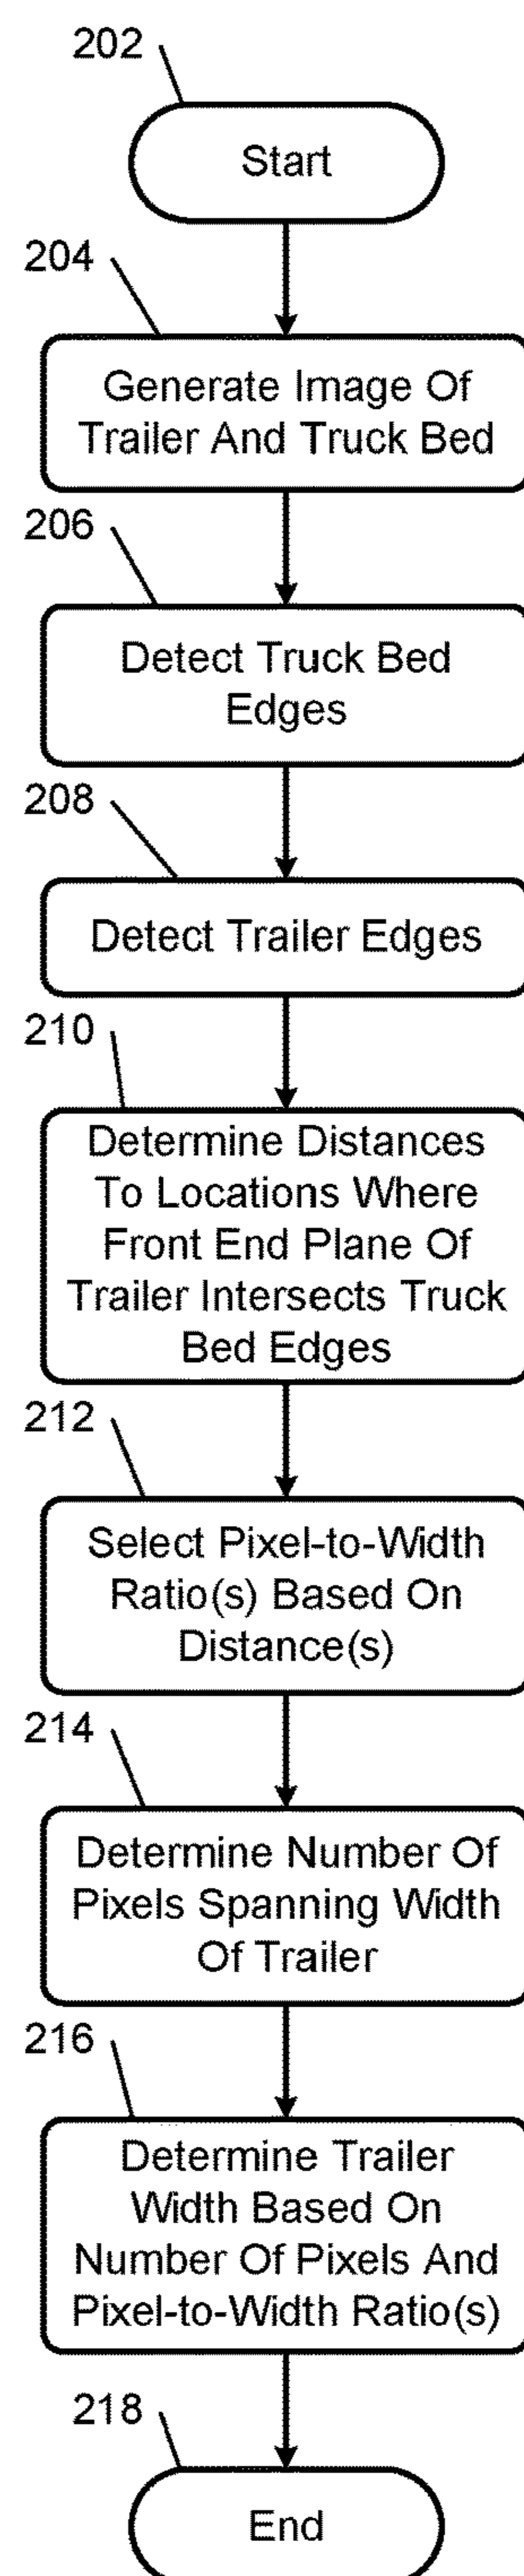 202
Start
204
Generate Image Of
Trailer And Truck Bed
206
Detect Truck Bed
Edges
208
Detect Trailer Edges
210
Determine Distances
To Locations Where
Front End Plane Of
Trailer Intersects Truck
Bed Edges
212
Select Pixel-to-Width
Ratio(s) Based On
Distance(s)
214
Determine Number Of
Pixels Spanning Width
Of Trailer
216
Determine Trailer
Width Based On
Number Of Pixels And
Pixel-to-Width Ratio(s)
218
End